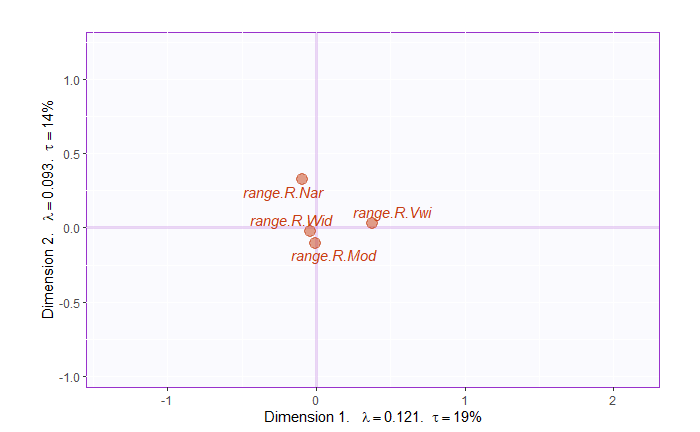 1.0
0.5
0.0
-0.5
-1.0
Dimension 2.   λ = 0.093.  τ = 14%
range.R.Nar
range.R.Wid
range.R.Vwi
range.R.Mod
-1
0
1
2
Dimension 1.   λ = 0.121.  τ = 19%